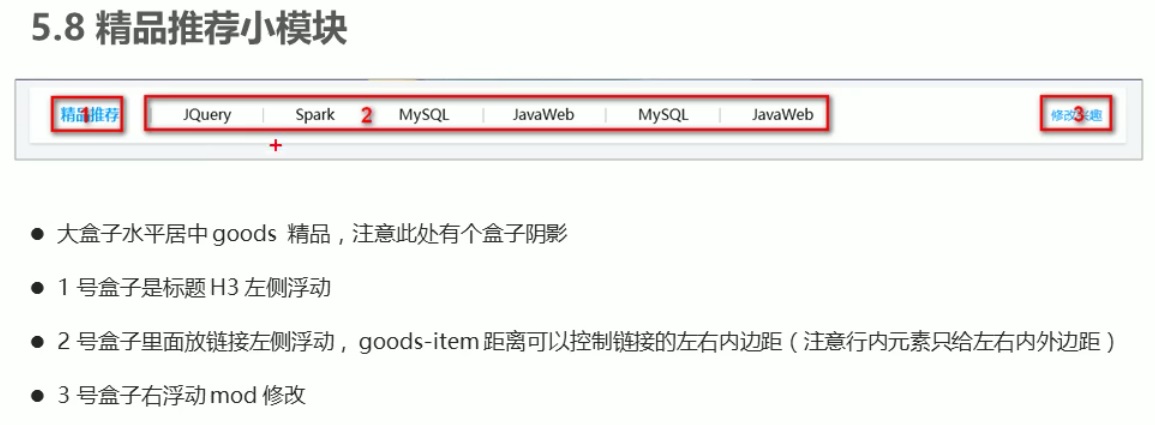 5.8 精品推荐小模块
精品推荐 | JQuery | Spark MySQL | JavaWeb | MySQL | JavaWeb 修改兴趣
1 2 3
● 大盒子水平居中 goods 精品，注意此处有个盒子阴影
● 1 号盒子是标题 H3 左侧浮动
● 2 号盒子里面放链接左侧浮动，goods-item 距离可以控制链接的左右内边距（注意行内元素只给左右内外边距）
● 3 号盒子右浮动 mod 修改